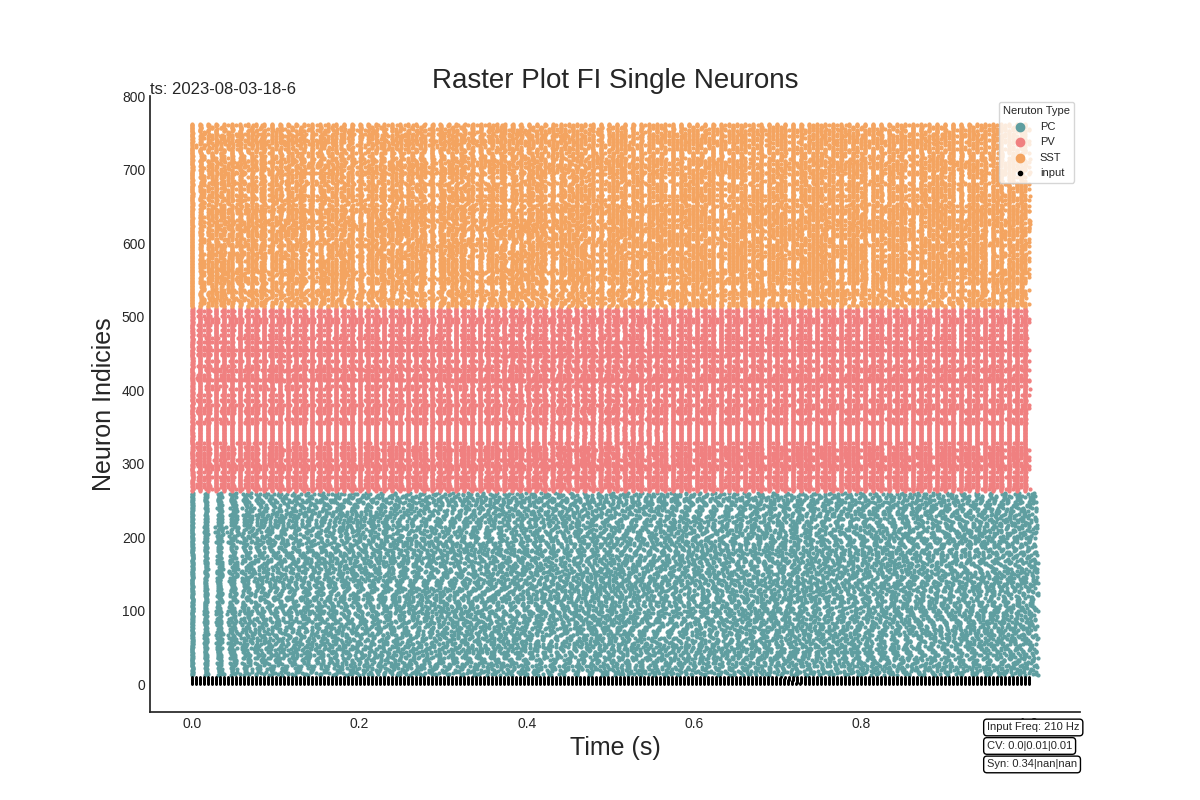 Raster Plot FI Single Neurons
ts: 2023-08-03-18-6
Neruton Type
PC
PV
SST
input
Neuron Indicies
800
700
600
500
400
300
200
100
0
0.0
0.2
0.4
0.6
0.8
Time (s)
Input Freq: 210 Hz
CV: 0.0|0.01|0.01
Syn: 0.34|nan|nan